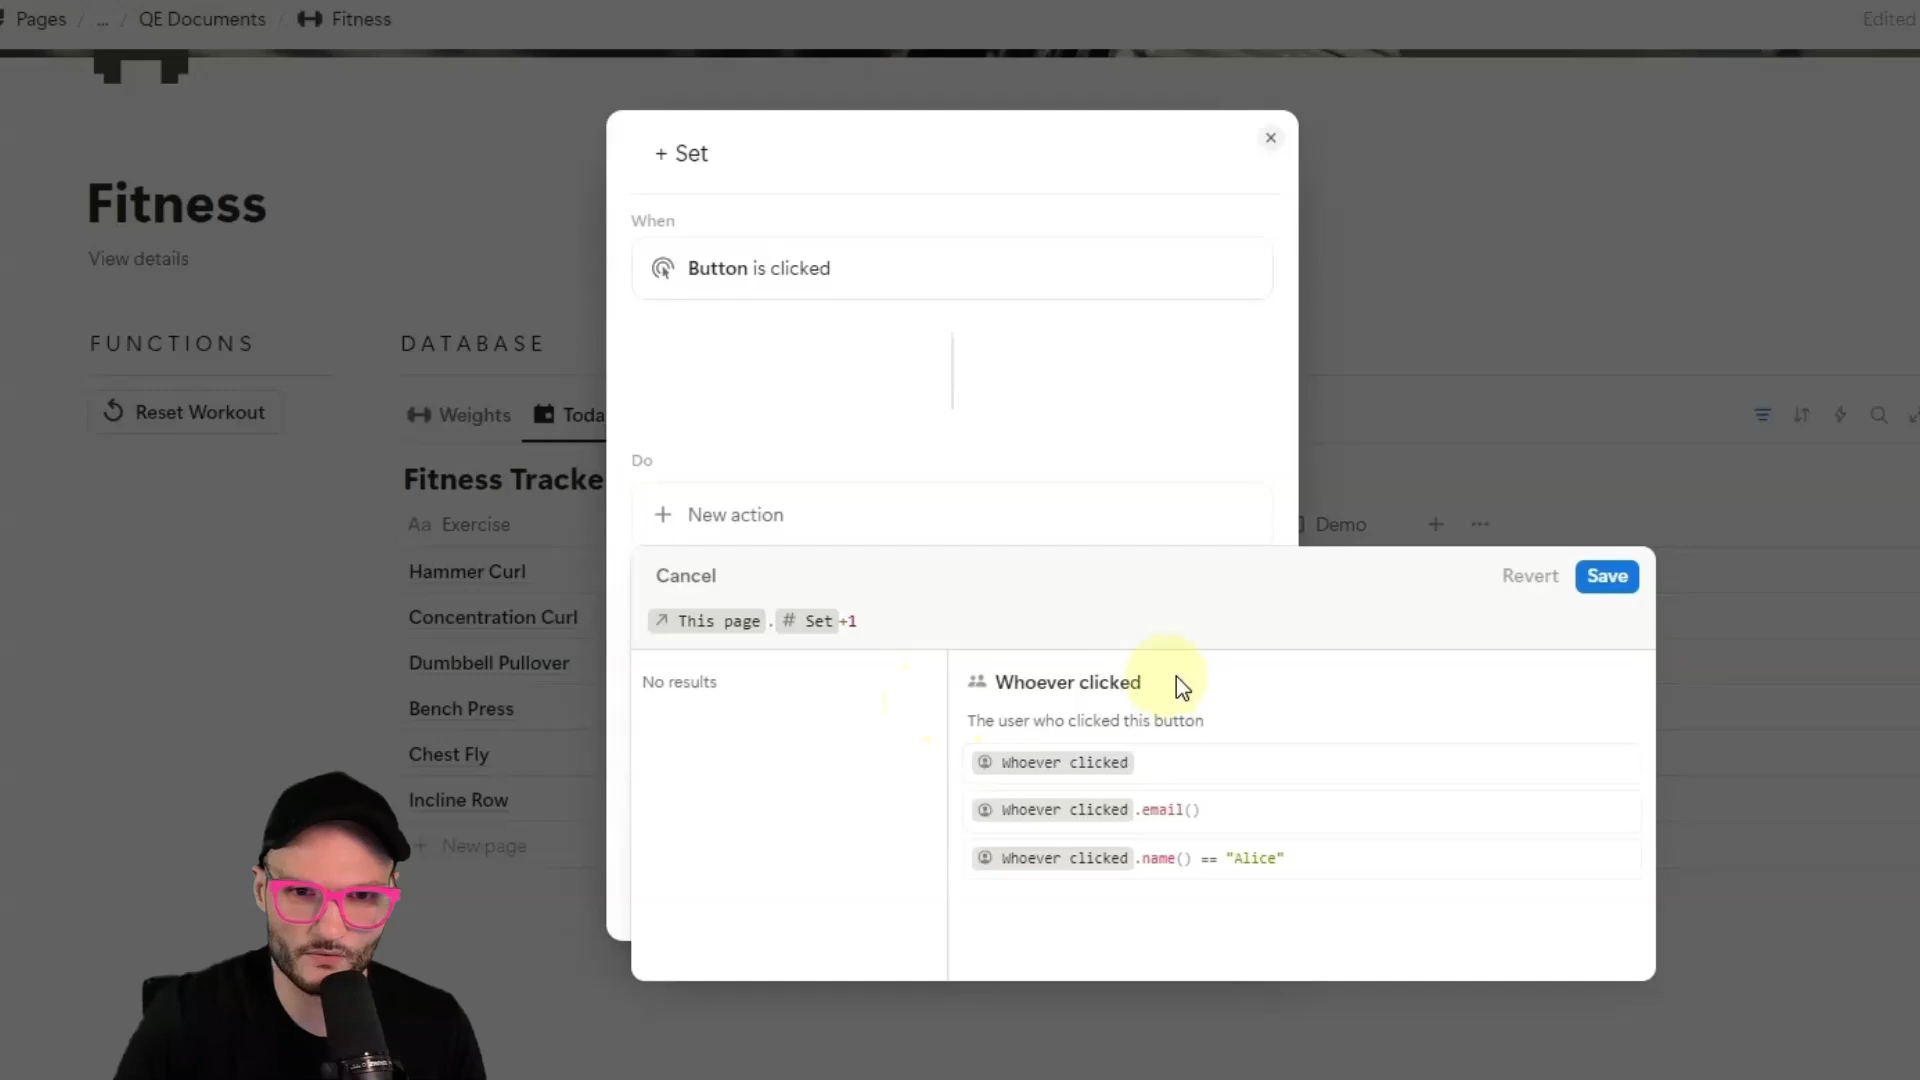 Pages / ... / QE Documents / Fitness
Edited
Fitness
View details
FUNCTIONS
Reset Workout
DATABASE
Weights
Toda
Fitness Tracke
Aa Exercise
Hammer Curl
Concentration Curl
Dumbbell Pullover
Bench Press
Chest Fly
Incline Row
+ New page
Demo + ...
+ Set
×
When
Button is clicked
Do
+ New action
Cancel
Revert
Save
↗ This page . # Set +1
No results
Whoever clicked
The user who clicked this button
Whoever clicked
Whoever clicked .email()
Whoever clicked .name() == "Alice"